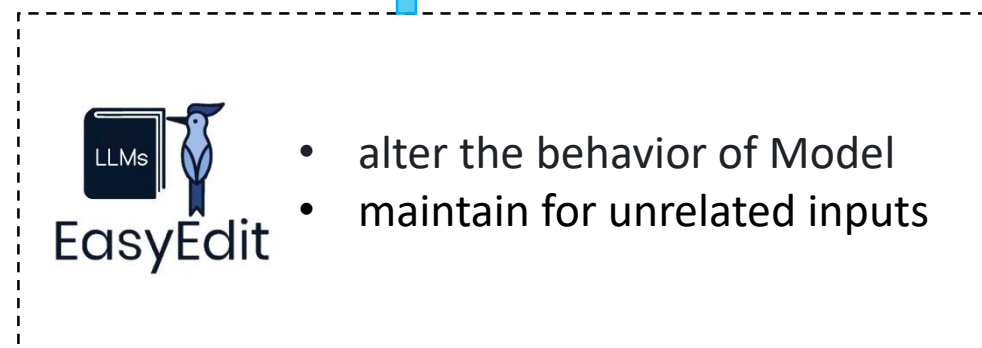 LLMs
EasyEdit
• alter the behavior of Model
• maintain for unrelated inputs